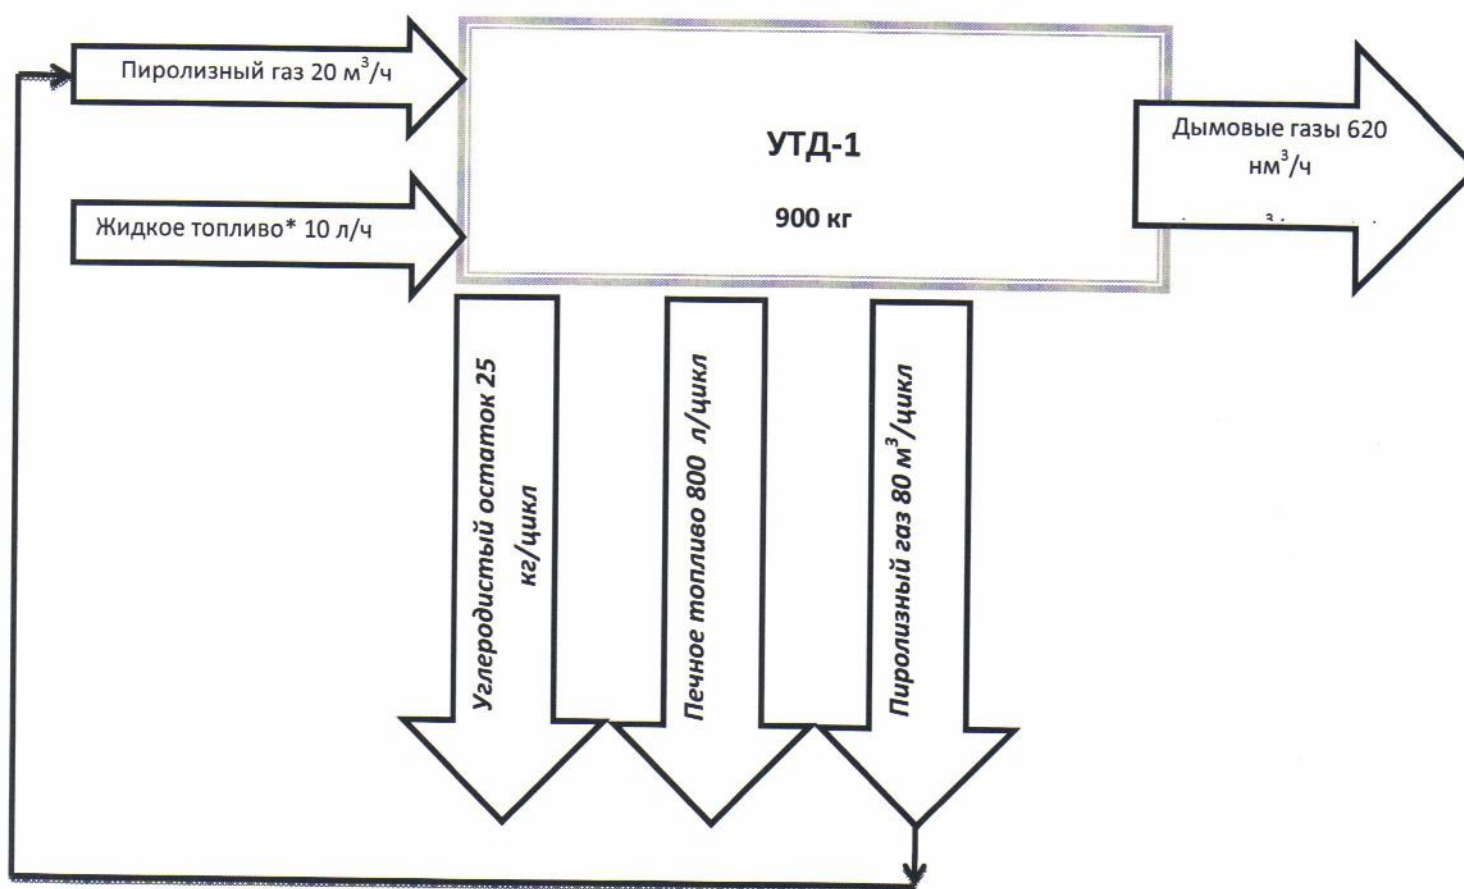 Пиролизный газ 20 м³/ч
Жидкое топливо* 10 л/ч
УТД-1
900 кг
Дымовые газы 620
нм³/ч
Углеродистый остаток 25
кг/цикл
Печное топливо 800 л/цикл
Пиролизный газ 80 м³/цикл